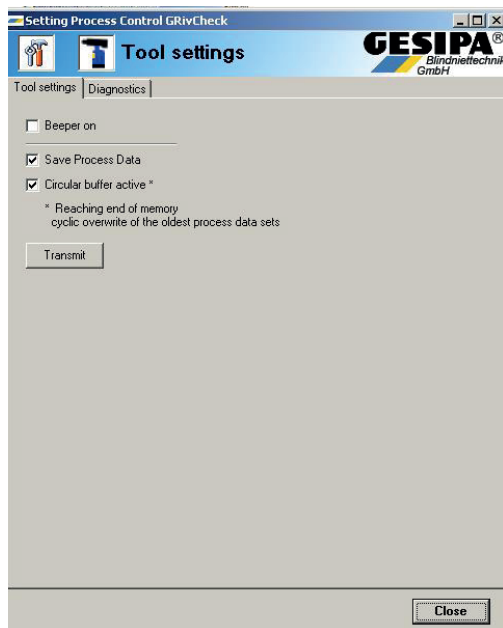 Setting Process Control GRivCheck
Tool settings
GESIPA®
Blindniettechnik
GmbH
Tool settings
Diagnostics
Beeper on
Save Process Data
Circular buffer active *
* Reaching end of memory
cyclic overwrite of the oldest process data sets
Transmit
Close